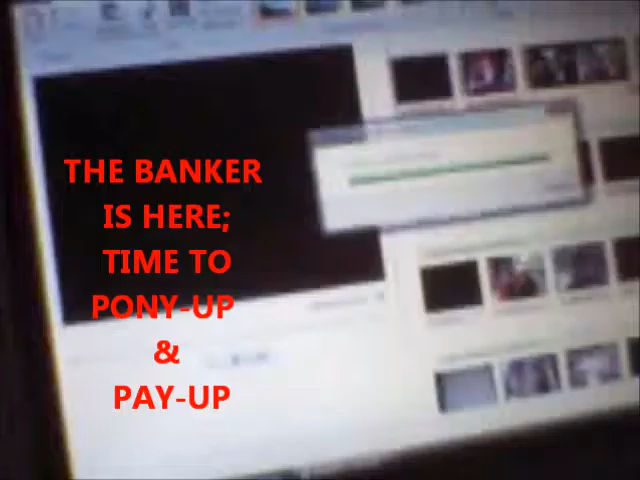 THE BANKER
IS HERE;
TIME TO
PONY-UP
&
PAY-UP